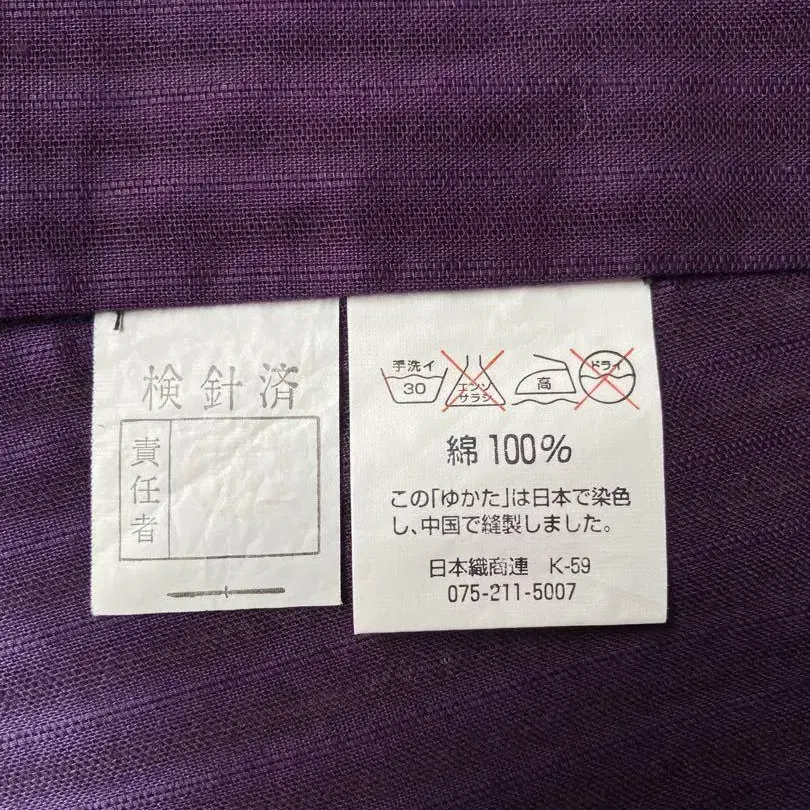 検針済
責任者
手洗イ
30
エンソ
サラシ
高
ドライ
綿 100%
この「ゆかた」は日本で染色
し、中国で縫製しました。
日本織商連 K-59
075-211-5007